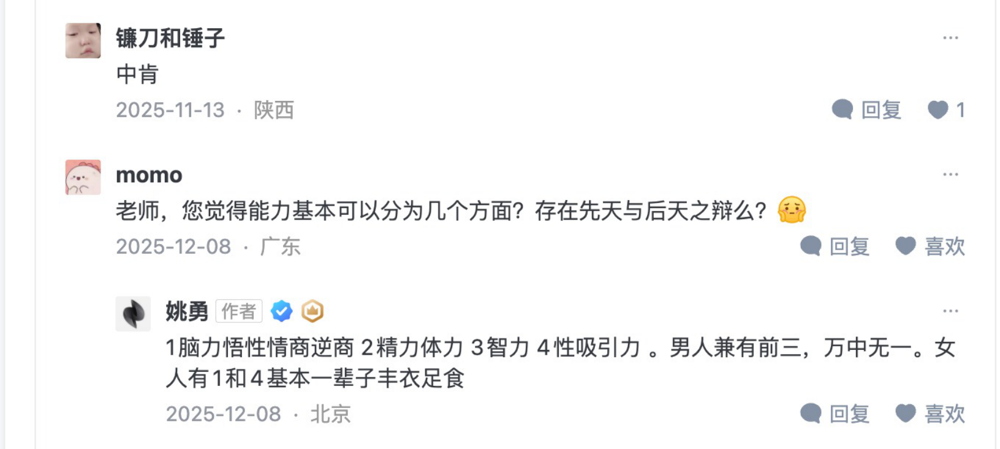 镰刀和锤子
中肯
2025-11-13 · 陕西
回复 1
momo
老师，您觉得能力基本可以分为几个方面？存在先天与后天之辩么？
2025-12-08 · 广东
回复 喜欢
姚勇 作者
1脑力悟性情商逆商 2精力体力 3智力 4性吸引力 。男人兼有前三，万中无一。女
人有1和4基本一辈子丰衣足食
2025-12-08 · 北京
回复 喜欢